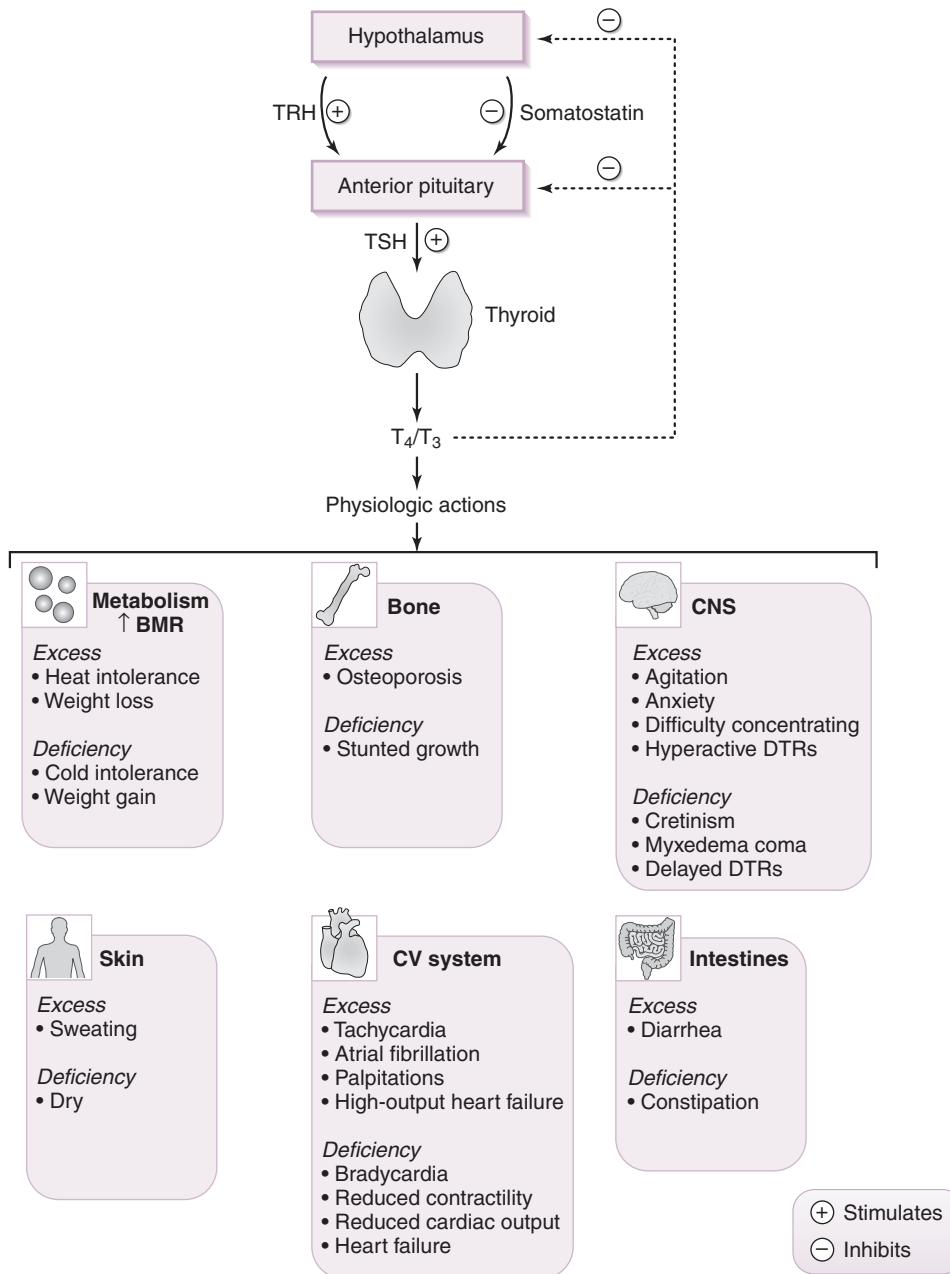 ⊖
Hypothalamus
TRH ⊕ ⊖ Somatostatin
⊖
Anterior pituitary
TSH ⊕
Thyroid
T₄/T₃
Physiologic actions
Metabolism
↑ BMR
Excess
• Heat intolerance
• Weight loss
Deficiency
• Cold intolerance
• Weight gain
Bone
Excess
• Osteoporosis
Deficiency
• Stunted growth
CNS
Excess
• Agitation
• Anxiety
• Difficulty concentrating
• Hyperactive DTRs
Deficiency
• Cretinism
• Myxedema coma
• Delayed DTRs
Skin
Excess
• Sweating
Deficiency
• Dry
CV system
Excess
• Tachycardia
• Atrial fibrillation
• Palpitations
• High-output heart failure
Deficiency
• Bradycardia
• Reduced contractility
• Reduced cardiac output
• Heart failure
Intestines
Excess
• Diarrhea
Deficiency
• Constipation
⊕ Stimulates
⊖ Inhibits